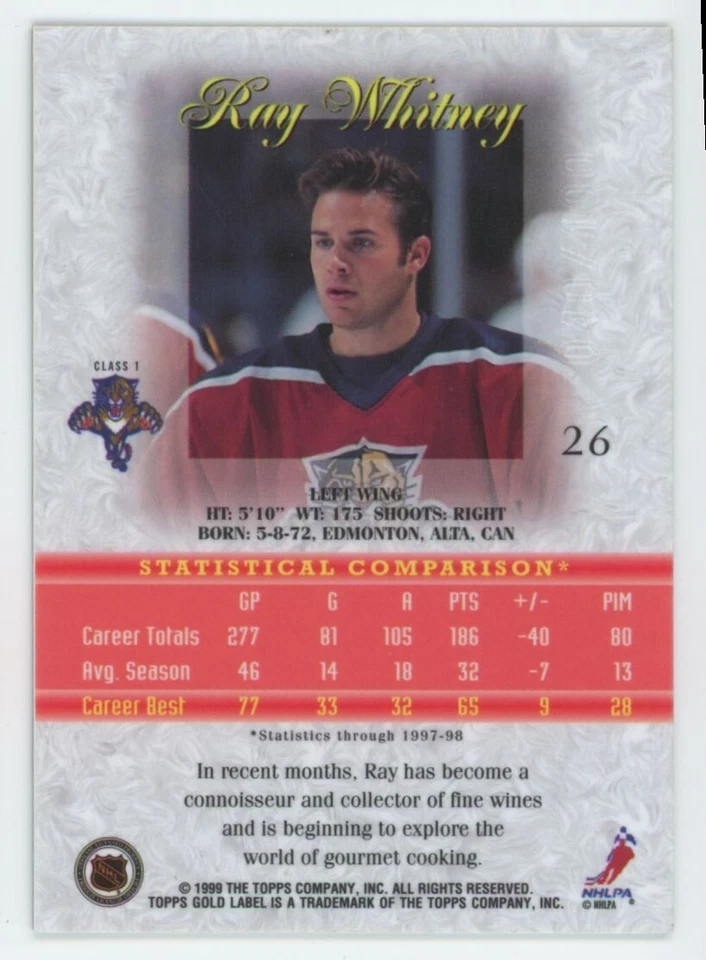 Ray Whitney
CLASS 1
26
LEFT WING
HT: 5'10" WT: 175 SHOOTS: RIGHT
BORN: 5-8-72, EDMONTON, ALTA, CAN
STATISTICAL COMPARISON*
GP G A PTS +/- PIM
Career Totals 277 81 105 186 -40 80
Avg. Season 46 14 18 32 -7 13
Career Best 77 33 32 65 9 28
*Statistics through 1997-98
In recent months, Ray has become a
connoisseur and collector of fine wines
and is beginning to explore the
world of gourmet cooking.
© 1999 THE TOPPS COMPANY, INC. ALL RIGHTS RESERVED.
TOPPS GOLD LABEL IS A TRADEMARK OF THE TOPPS COMPANY, INC.
NHL
NHLPA
© NHLPA